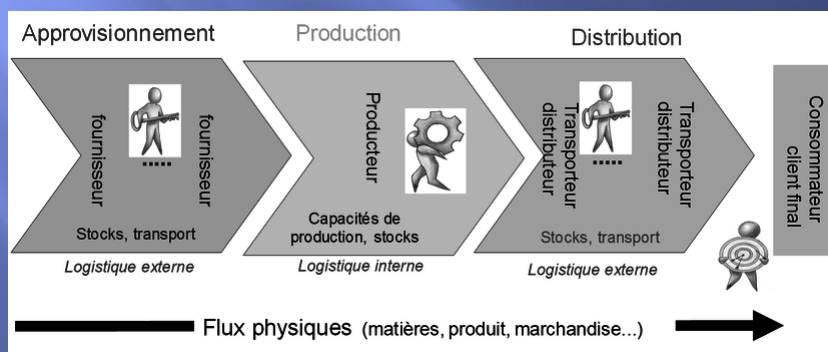 Approvisionnement
Production
Distribution
fournisseur
.....
fournisseur
Stocks, transport
Logistique externe
Producteur
Capacités de
production, stocks
Logistique interne
Transporteur
distributeur
.....
Transporteur
distributeur
Stocks, transport
Logistique externe
Consommateur
client final
Flux physiques (matières, produit, marchandise...)